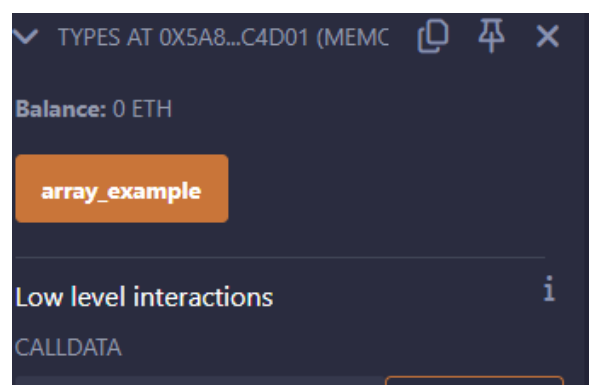 TYPES AT 0X5A8...C4D01 (MEMC
Balance: 0 ETH
array_example
Low level interactions
i
CALLDATA